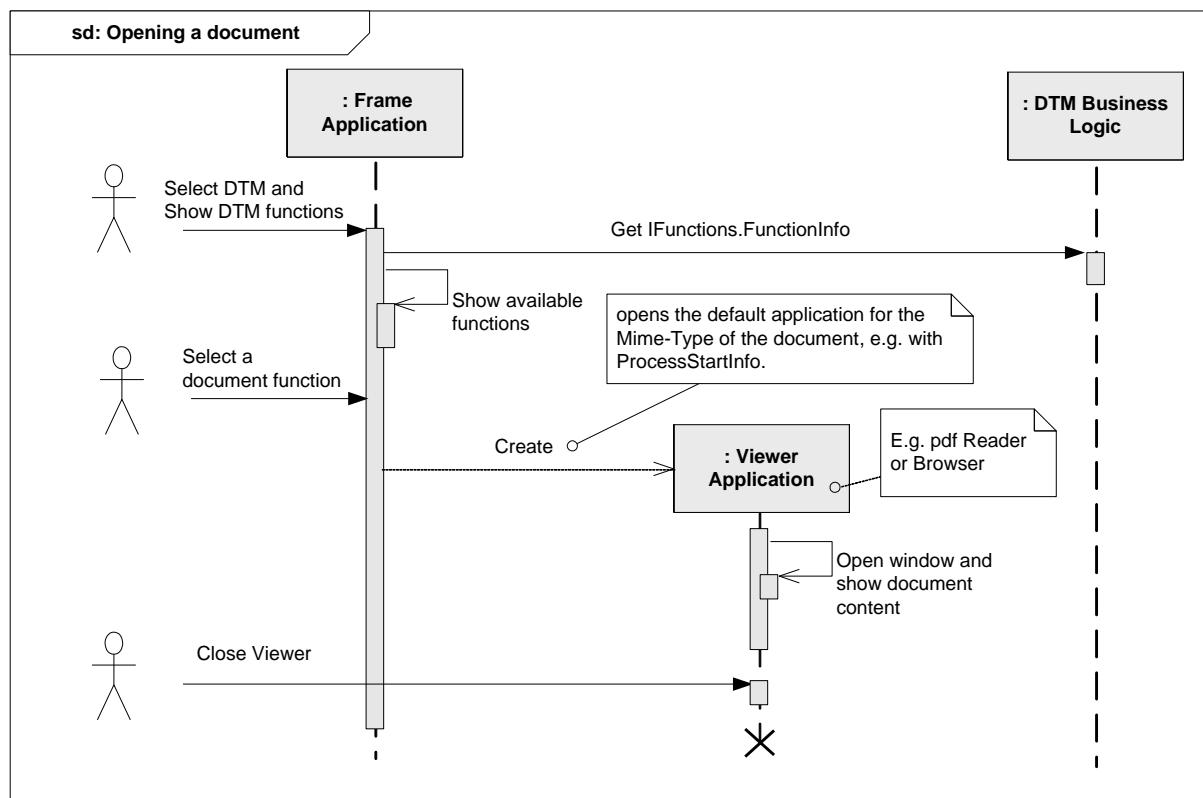 sd: Opening a document
: Frame
Application
: DTM Business
Logic
Select DTM and
Show DTM functions
Get IFunctions.FunctionInfo
Show available
functions
opens the default application for the
Mime-Type of the document, e.g. with
ProcessStartInfo.
Select a
document function
Create
: Viewer
Application
E.g. pdf Reader
or Browser
Open window and
show document
content
Close Viewer